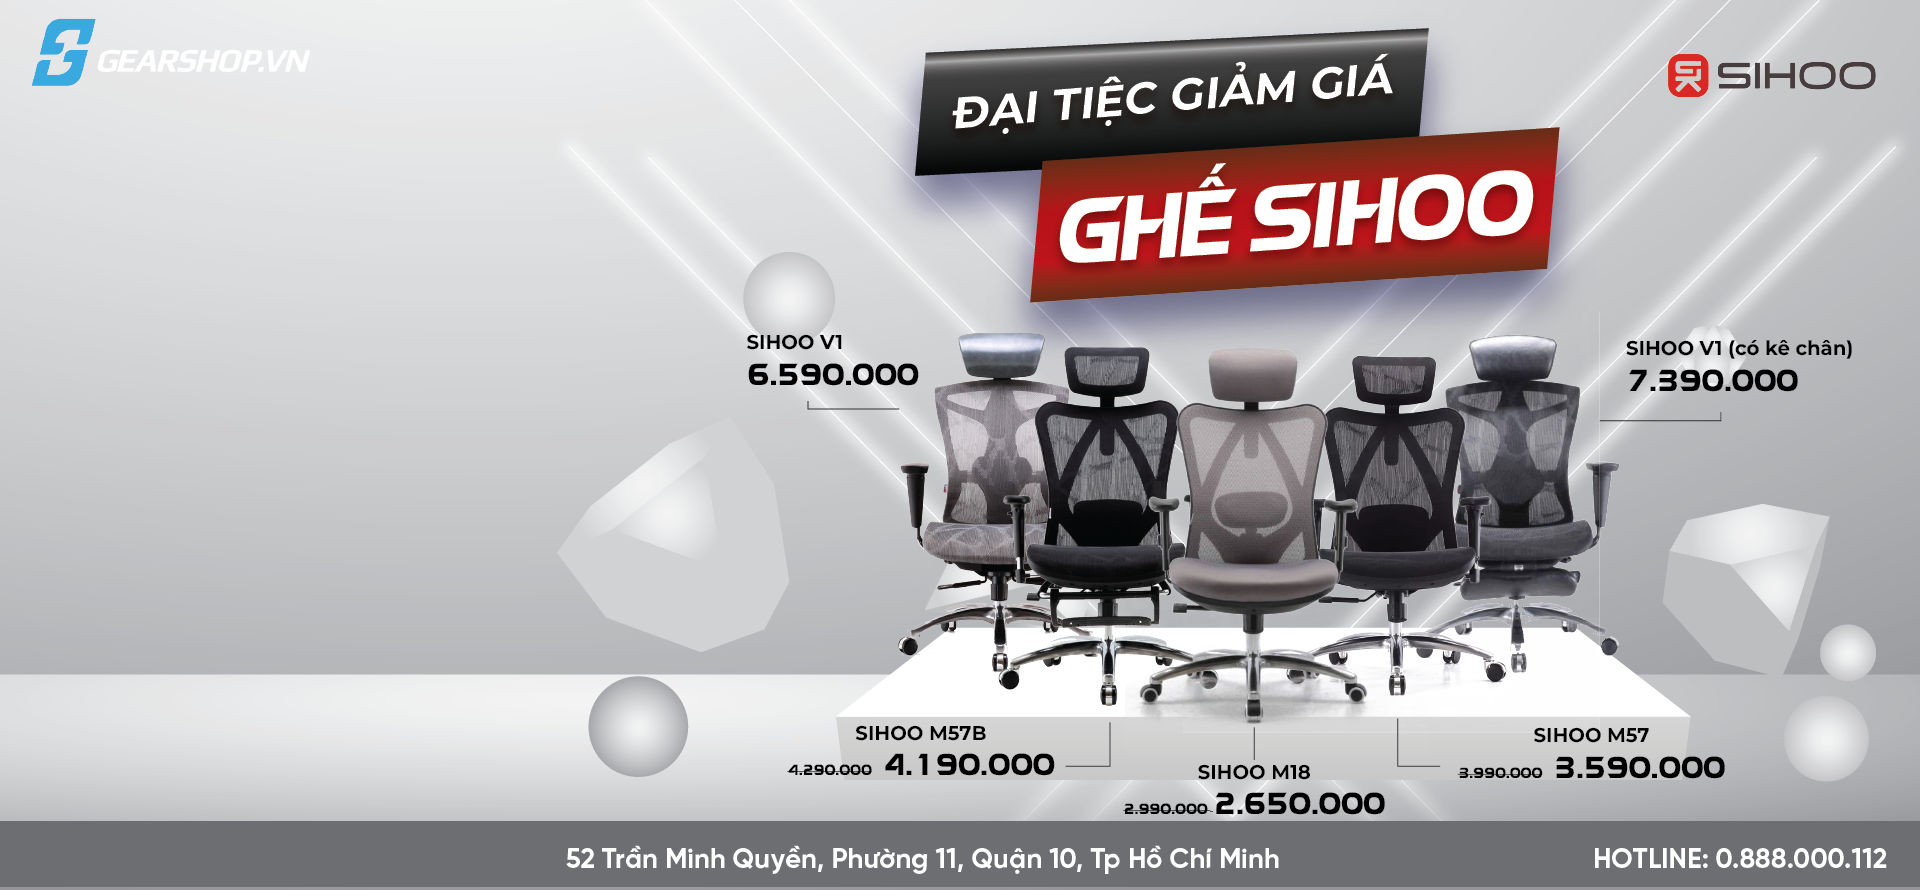 GEARSHOP.VN
ĐẠI TIỆC GIẢM GIÁ
SIHOO
GHẾ SIHOO
SIHOO V1
6.590.000
SIHOO V1 (có kê chân)
7.390.000
SIHOO M57B
4.290.000 4.190.000
SIHOO M18
2.990.000 2.650.000
SIHOO M57
3.990.000 3.590.000
52 Trần Minh Quyền, Phường 11, Quận 10, Tp Hồ Chí Minh
HOTLINE: 0.888.000.112